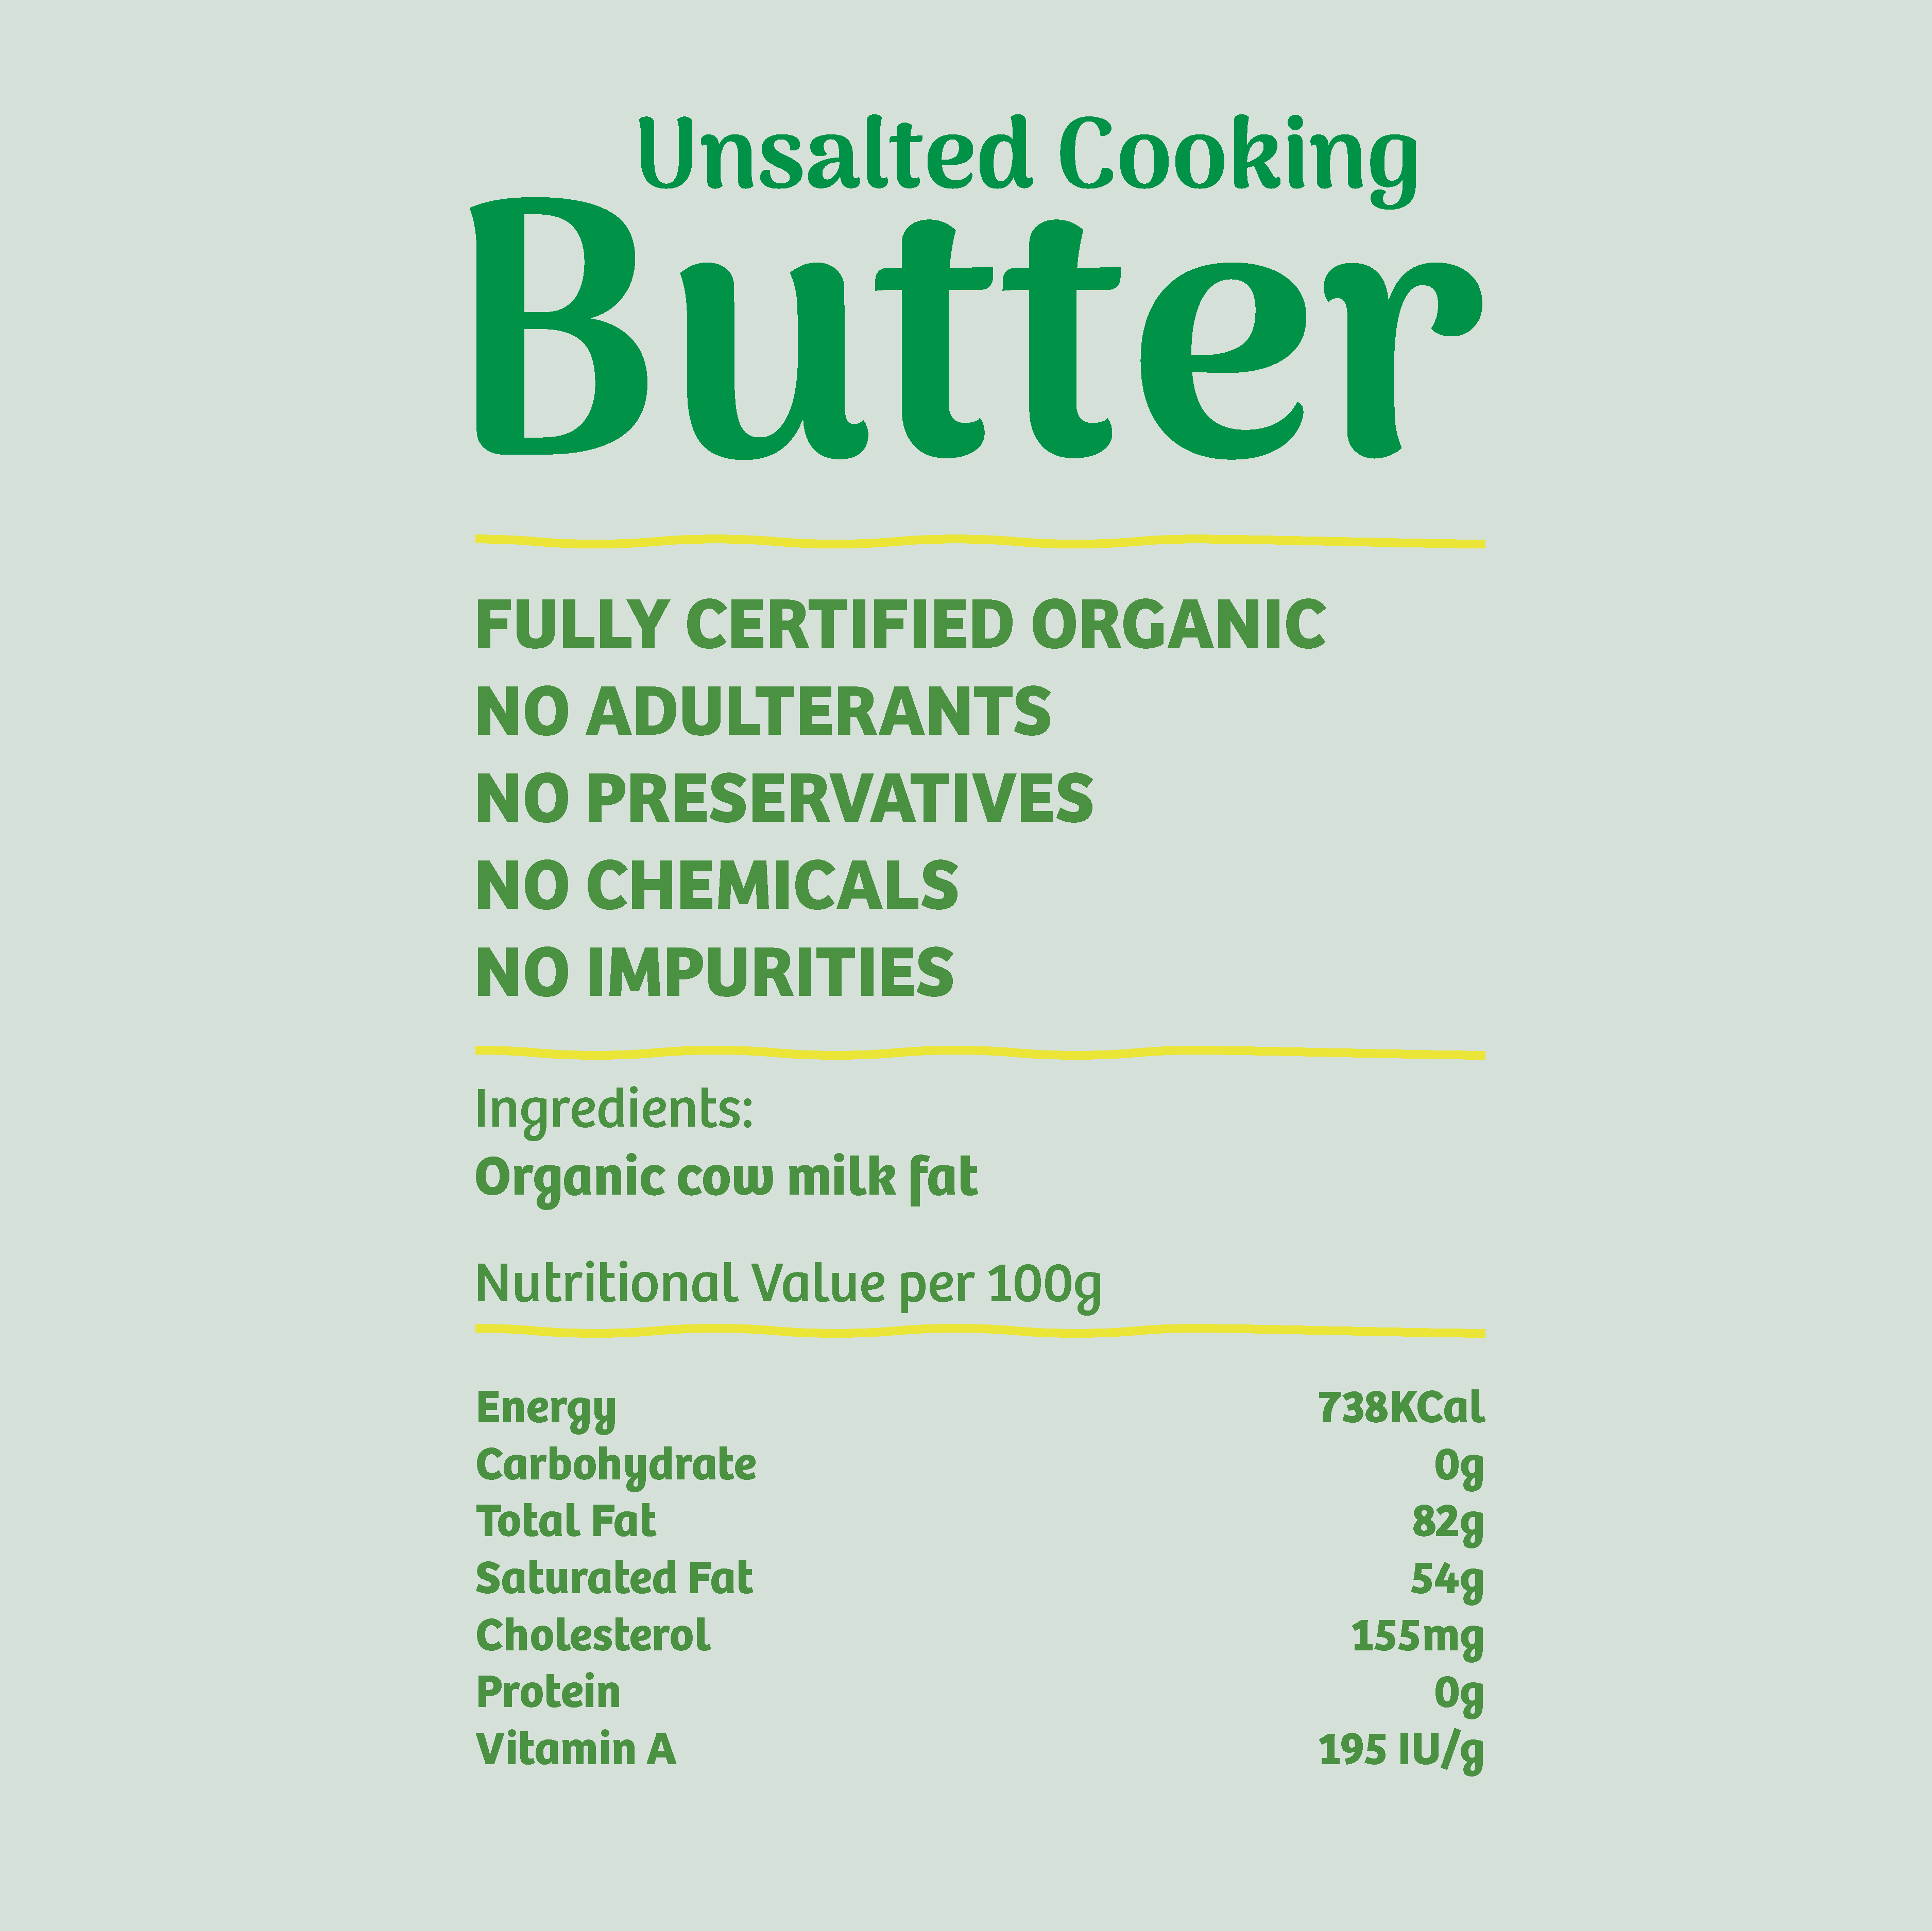 Unsalted Cooking
Butter
FULLY CERTIFIED ORGANIC
NO ADULTERANTS
NO PRESERVATIVES
NO CHEMICALS
NO IMPURITIES
Ingredients:
Organic cow milk fat
Nutritional Value per 100g
Energy 738KCal
Carbohydrate 0g
Total Fat 82g
Saturated Fat 54g
Cholesterol 155mg
Protein 0g
Vitamin A 195 IU/g